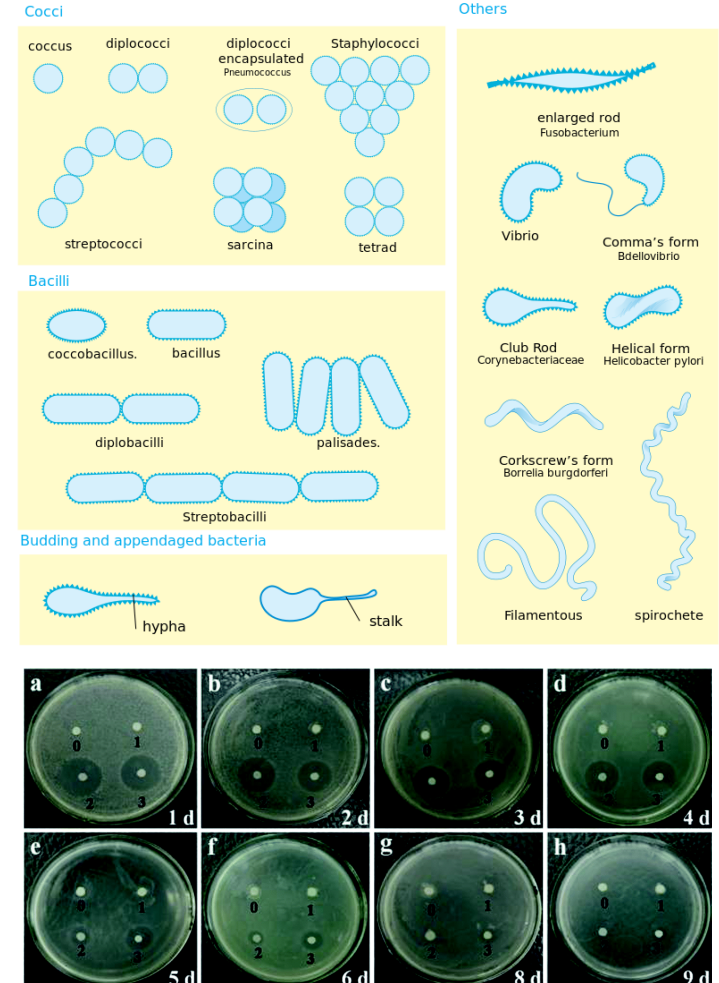 Cocci
coccus
diplococci
diplococci
encapsulated
Pneumococcus
Staphylococci
streptococci
sarcina
tetrad
Bacilli
coccobacillus.
bacillus
diplobacilli
palisades.
Streptobacilli
Budding and appendaged bacteria
hypha
stalk
Others
enlarged rod
Fusobacterium
Vibrio
Comma's form
Bdellovibrio
Club Rod
Corynebacteriaceae
Helical form
Helicobacter pylori
Corkscrew's form
Borrelia burgdorferi
Filamentous
spirochete
a
0
1
2
3
1 d
b
0
1
2
3
2 d
c
0
1
3
3 d
d
0
1
4 d
e
0
1
2
3
5 d
f
0
1
2
3
6 d
g
0
1
2
3
8 d
h
0
1
2
9 d